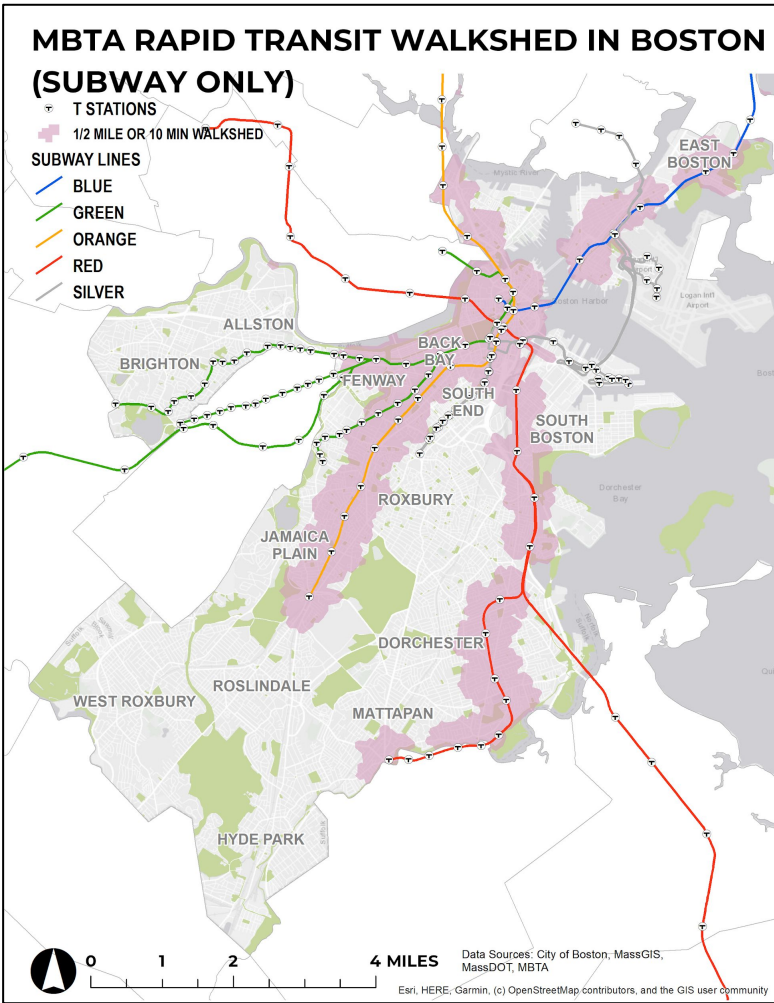 MBTA RAPID TRANSIT WALKSHED IN BOSTON
(SUBWAY ONLY)
T STATIONS
1/2 MILE OR 10 MIN WALKSHED
SUBWAY LINES
BLUE
GREEN
ORANGE
RED
SILVER
Mystic River
EAST
BOSTON
Airport
Logan Intl
Airport
Boston Harbor
ALLSTON
BRIGHTON
BACK
BAY
FENWAY
SOUTH
END
SOUTH
BOSTON
Dorchester
Bay
ROXBURY
JAMAICA
PLAIN
DORCHESTER
Norfolk
Suffolk
ROSLINDALE
WEST ROXBURY
MATTAPAN
HYDE PARK
Suffolk
0 1 2 4 MILES
Data Sources: City of Boston, MassGIS,
MassDOT, MBTA
Esri, HERE, Garmin, (c) OpenStreetMap contributors, and the GIS user community